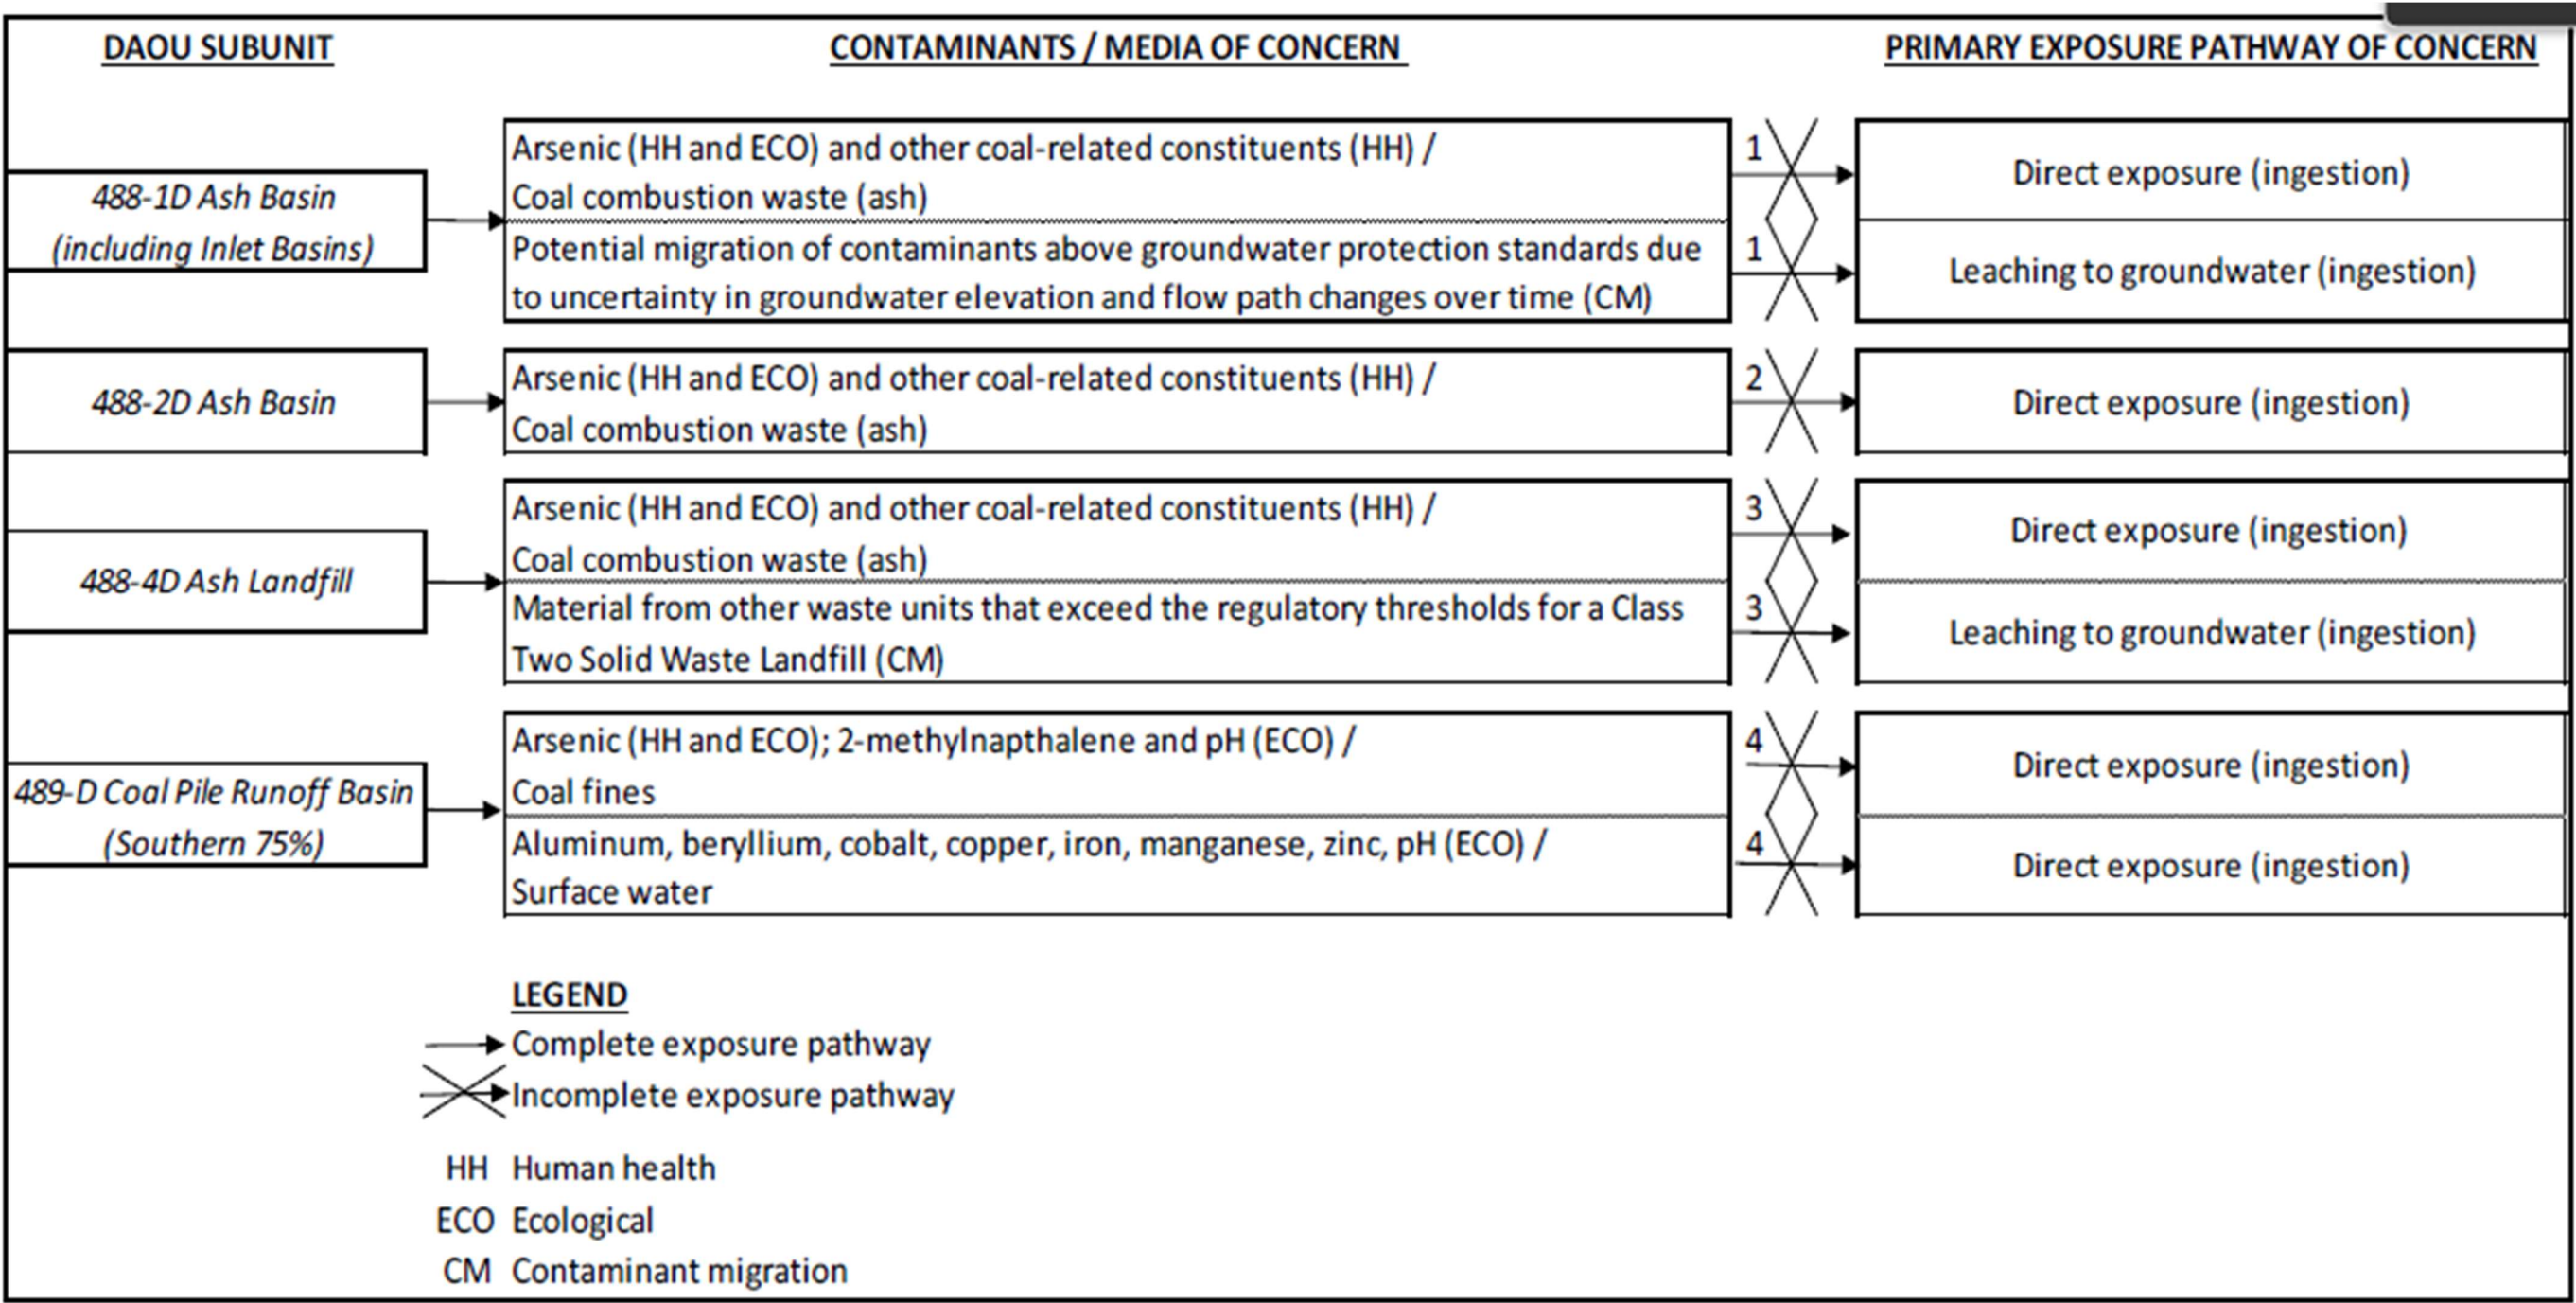 DAOU SUBUNIT
CONTAMINANTS / MEDIA OF CONCERN
PRIMARY EXPOSURE PATHWAY OF CONCERN
488-1D Ash Basin
(including Inlet Basins)
Arsenic (HH and ECO) and other coal-related constituents (HH) /
Coal combustion waste (ash)
1
Direct exposure (ingestion)
Potential migration of contaminants above groundwater protection standards due
to uncertainty in groundwater elevation and flow path changes over time (CM)
1
Leaching to groundwater (ingestion)
488-2D Ash Basin
Arsenic (HH and ECO) and other coal-related constituents (HH) /
Coal combustion waste (ash)
2
Direct exposure (ingestion)
488-4D Ash Landfill
Arsenic (HH and ECO) and other coal-related constituents (HH) /
Coal combustion waste (ash)
3
Direct exposure (ingestion)
Material from other waste units that exceed the regulatory thresholds for a Class
Two Solid Waste Landfill (CM)
3
Leaching to groundwater (ingestion)
489-D Coal Pile Runoff Basin
(Southern 75%)
Arsenic (HH and ECO); 2-methylnapthalene and pH (ECO) /
Coal fines
4
Direct exposure (ingestion)
Aluminum, beryllium, cobalt, copper, iron, manganese, zinc, pH (ECO) /
Surface water
4
Direct exposure (ingestion)
LEGEND
Complete exposure pathway
Incomplete exposure pathway
HH Human health
ECO Ecological
CM Contaminant migration